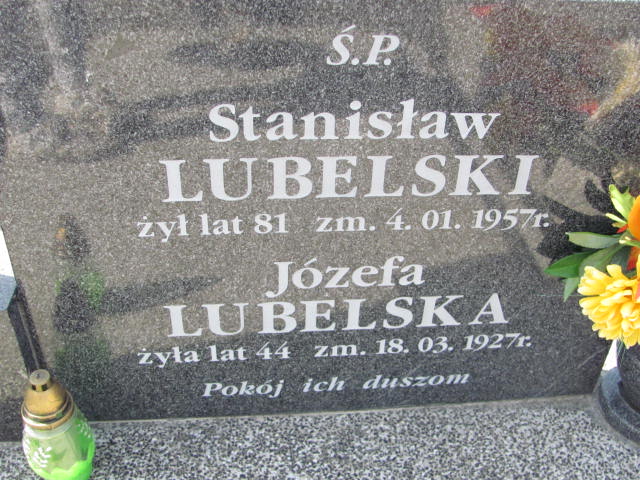 Ś.P.
Stanisław
LUBELSKI
żył lat 81 zm. 4. 01. 1957r.
Józefa
LUBELSKA
żyła lat 44 zm. 18. 03. 1927r.
Pokój ich duszom